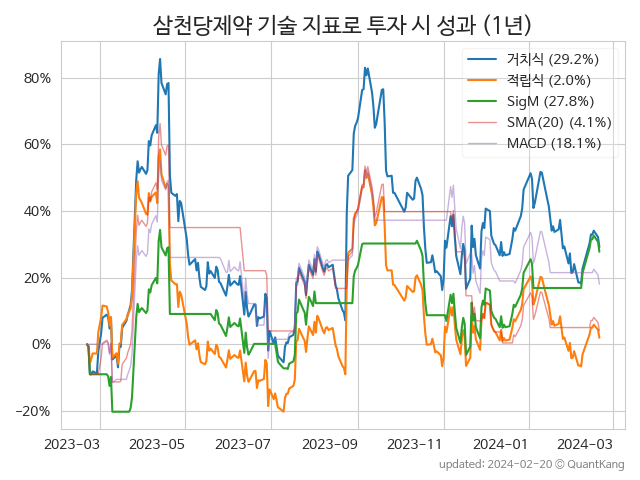 삼천당제약 기술 지표로 투자 시 성과 (1년)
거치식 (29.2%)
적립식 (2.0%)
SigM (27.8%)
SMA(20) (4.1%)
MACD (18.1%)
80%
60%
40%
20%
0%
−20%
2023-03 2023-05 2023-07 2023-09 2023-11 2024-01 2024-03
updated: 2024-02-20 © QuantKang